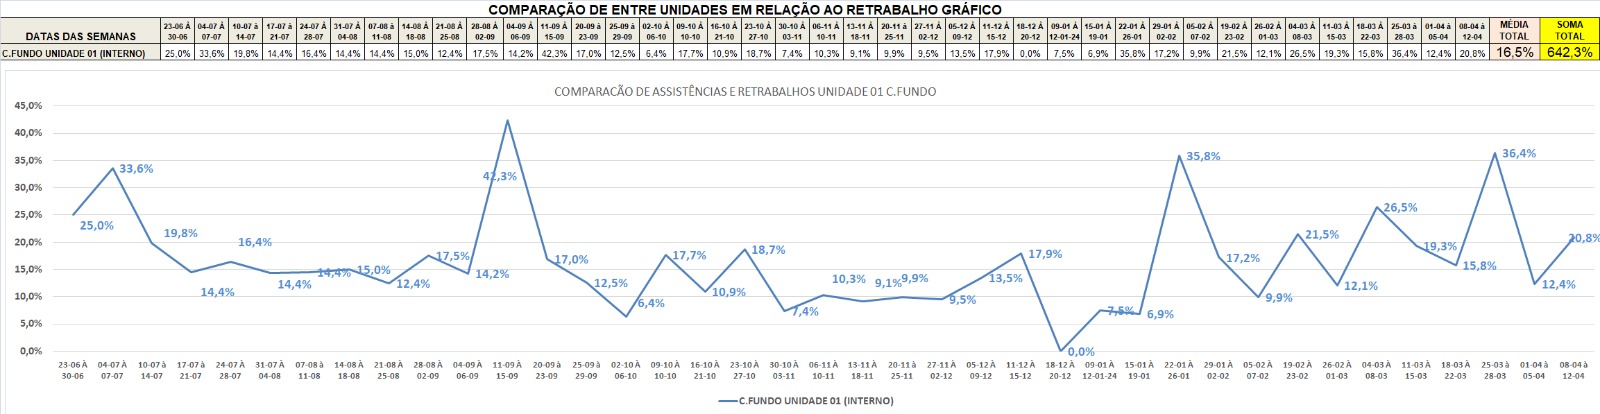 COMPARAÇÃO DE ENTRE UNIDADES EM RELAÇÃO AO RETRABALHO GRÁFICO
DATAS DAS SEMANAS 23-06 À 30-06 04-07 À 07-07 10-07 à 14-07 17-07 à 21-07 24-07 À 28-07 31-07 À 04-08 07-08 à 11-08 14-08 À 18-08 21-08 À 25-08 28-08 À 02-09 04-09 À 06-09 11-09 À 15-09 20-09 à 23-09 25-09 à 29-09 02-10 À 06-10 09-10 À 10-10 16-10 À 20-10 23-10 À 27-10 30-10 À 03-11 06-11 À 10-11 13-11 À 18-11 20-11 à 25-11 27-11 À 02-12 05-12 À 09-12 11-12 À 15-12 18-12 À 20-12 09-01 À 12-01-24 15-01 À 19-01 22-01 À 26-01 29-01 À 02-02 05-02 À 07-02 19-02 À 23-02 26-02 À 01-03 04-03 À 08-03 11-03 À 15-03 18-03 À 22-03 25-03 à 28-03 01-04 à 05-04 08-04 à 12-04 MÉDIA TOTAL SOMA TOTAL
C.FUNDO UNIDADE 01 (INTERNO) 25,0% 33,6% 19,8% 14,4% 16,4% 14,4% 14,4% 15,0% 12,4% 17,5% 14,2% 42,3% 17,0% 12,5% 6,4% 17,7% 10,9% 18,7% 7,4% 10,3% 9,1% 9,9% 9,5% 13,5% 17,9% 0,0% 7,5% 6,9% 35,8% 17,2% 9,9% 21,5% 12,1% 26,5% 19,3% 15,8% 36,4% 12,4% 20,8% 16,5% 642,3%
COMPARACÃO DE ASSISTÊNCIAS E RETRABALHOS UNIDADE 01 C.FUNDO
45,0%
40,0%
35,0%
30,0%
25,0%
20,0%
15,0%
10,0%
5,0%
0,0%
25,0% 33,6% 19,8% 14,4% 16,4% 14,4% 14,4% 15,0% 12,4% 17,5% 14,2% 42,3% 17,0% 12,5% 6,4% 17,7% 10,9% 18,7% 7,4% 10,3% 9,1% 9,9% 9,5% 13,5% 17,9% 0,0% 7,5% 6,9% 35,8% 17,2% 9,9% 21,5% 12,1% 26,5% 19,3% 15,8% 36,4% 12,4% 20,8%
23-06 À 04-07 À 10-07 à 17-07 à 24-07 À 31-07 À 07-08 à 14-08 À 21-08 À 28-08 À 04-09 À 11-09 À 20-09 à 25-09 à 02-10 À 09-10 À 16-10 À 23-10 À 30-10 À 06-11 À 13-11 À 20-11 à 27-11 À 05-12 À 11-12 À 18-12 À 09-01 À 15-01 À 22-01 À 29-01 À 05-02 À 19-02 À 26-02 À 04-03 À 11-03 À 18-03 À 25-03 à 01-04 à 08-04 à
30-06 07-07 14-07 21-07 28-07 04-08 11-08 18-08 25-08 02-09 06-09 15-09 23-09 29-09 06-10 10-10 20-10 27-10 03-11 10-11 18-11 25-11 02-12 09-12 15-12 20-12 12-01-24 19-01 26-01 02-02 07-02 23-02 01-03 08-03 15-03 22-03 28-03 05-04 12-04
C.FUNDO UNIDADE 01 (INTERNO)